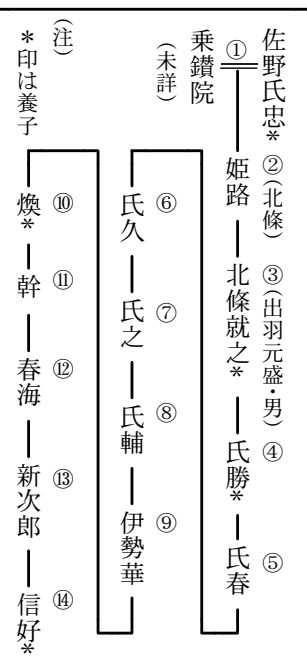 佐野氏忠*
①
乗鑚院
(未詳)
②(北條)
姫路
③(出羽元盛・男)
北條就之*
④
氏勝*
⑤
氏春
⑥
氏久
⑦
氏之
⑧
氏輔
⑨
伊勢華
⑩
煥*
⑪
幹
⑫
春海
⑬
新次郎
⑭
信好*
(注)
*印は養子